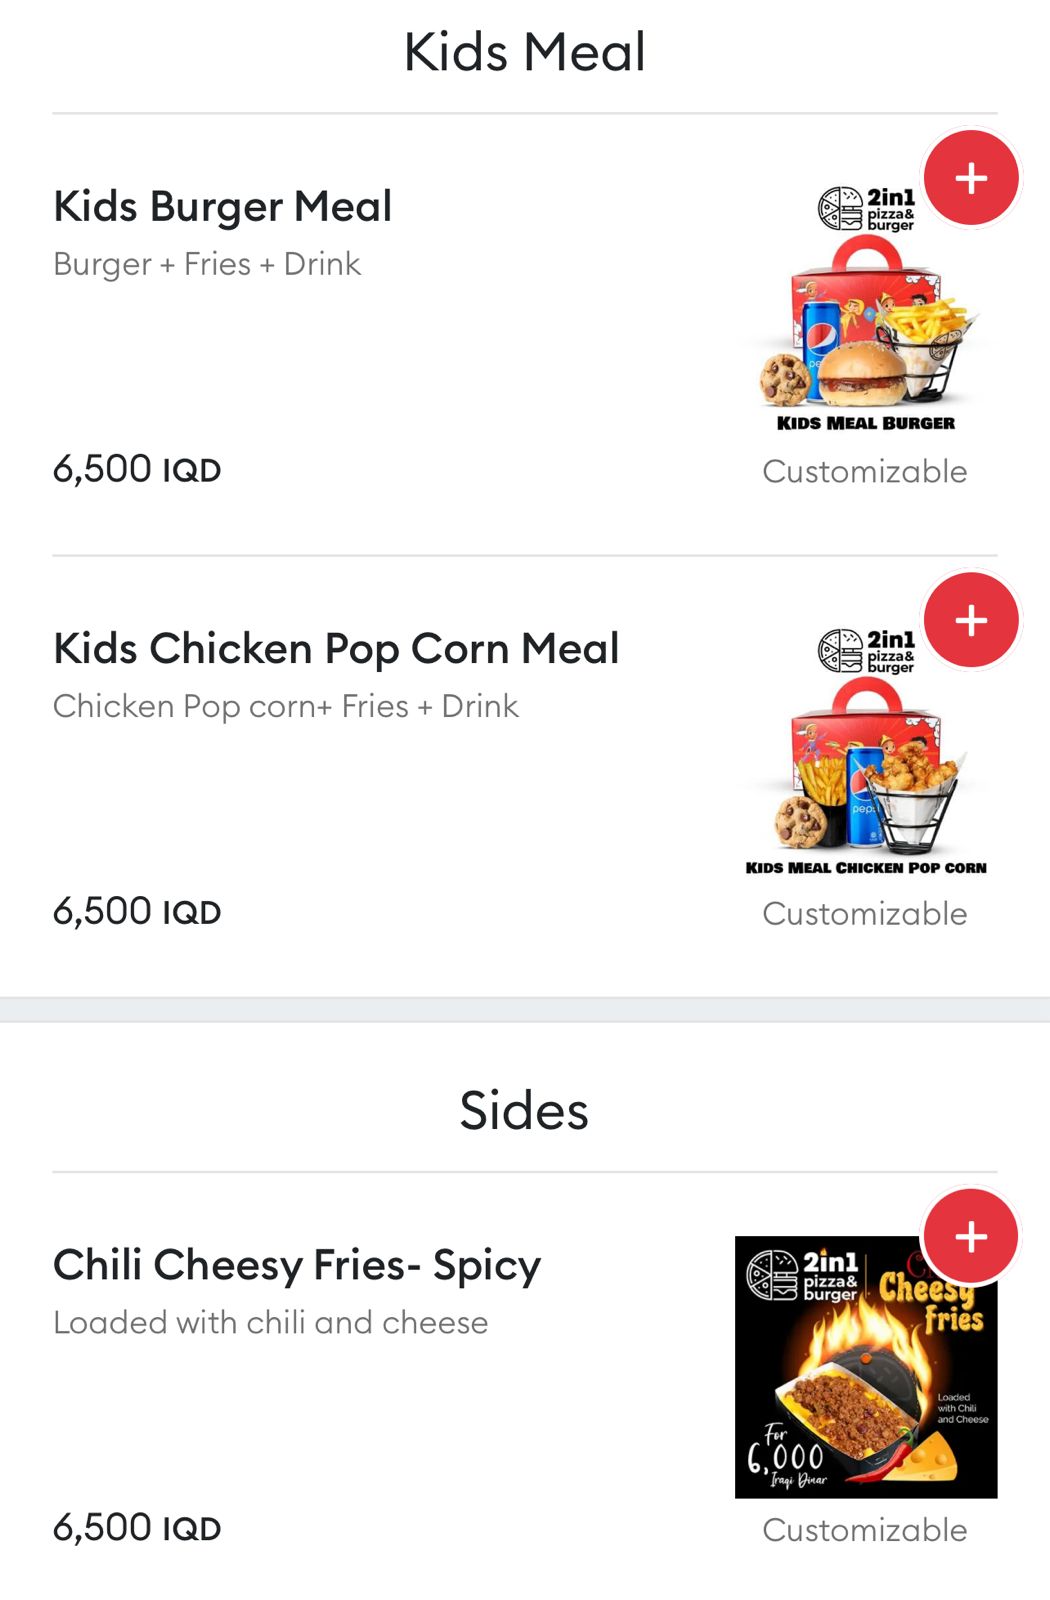 Kids Meal
Kids Burger Meal
Burger + Fries + Drink
6,500 IQD
2in1
pizza&
burger
KIDS MEAL BURGER
Customizable
Kids Chicken Pop Corn Meal
Chicken Pop corn+ Fries + Drink
6,500 IQD
2in1
pizza&
burger
pepsi
KIDS MEAL CHICKEN POP CORN
Customizable
Sides
Chili Cheesy Fries- Spicy
Loaded with chili and cheese
6,500 IQD
2in1
pizza&
burger
Cheesy
fries
Loaded
with Chili
and Cheese
For
6,000
Iraqi Dinar
Customizable